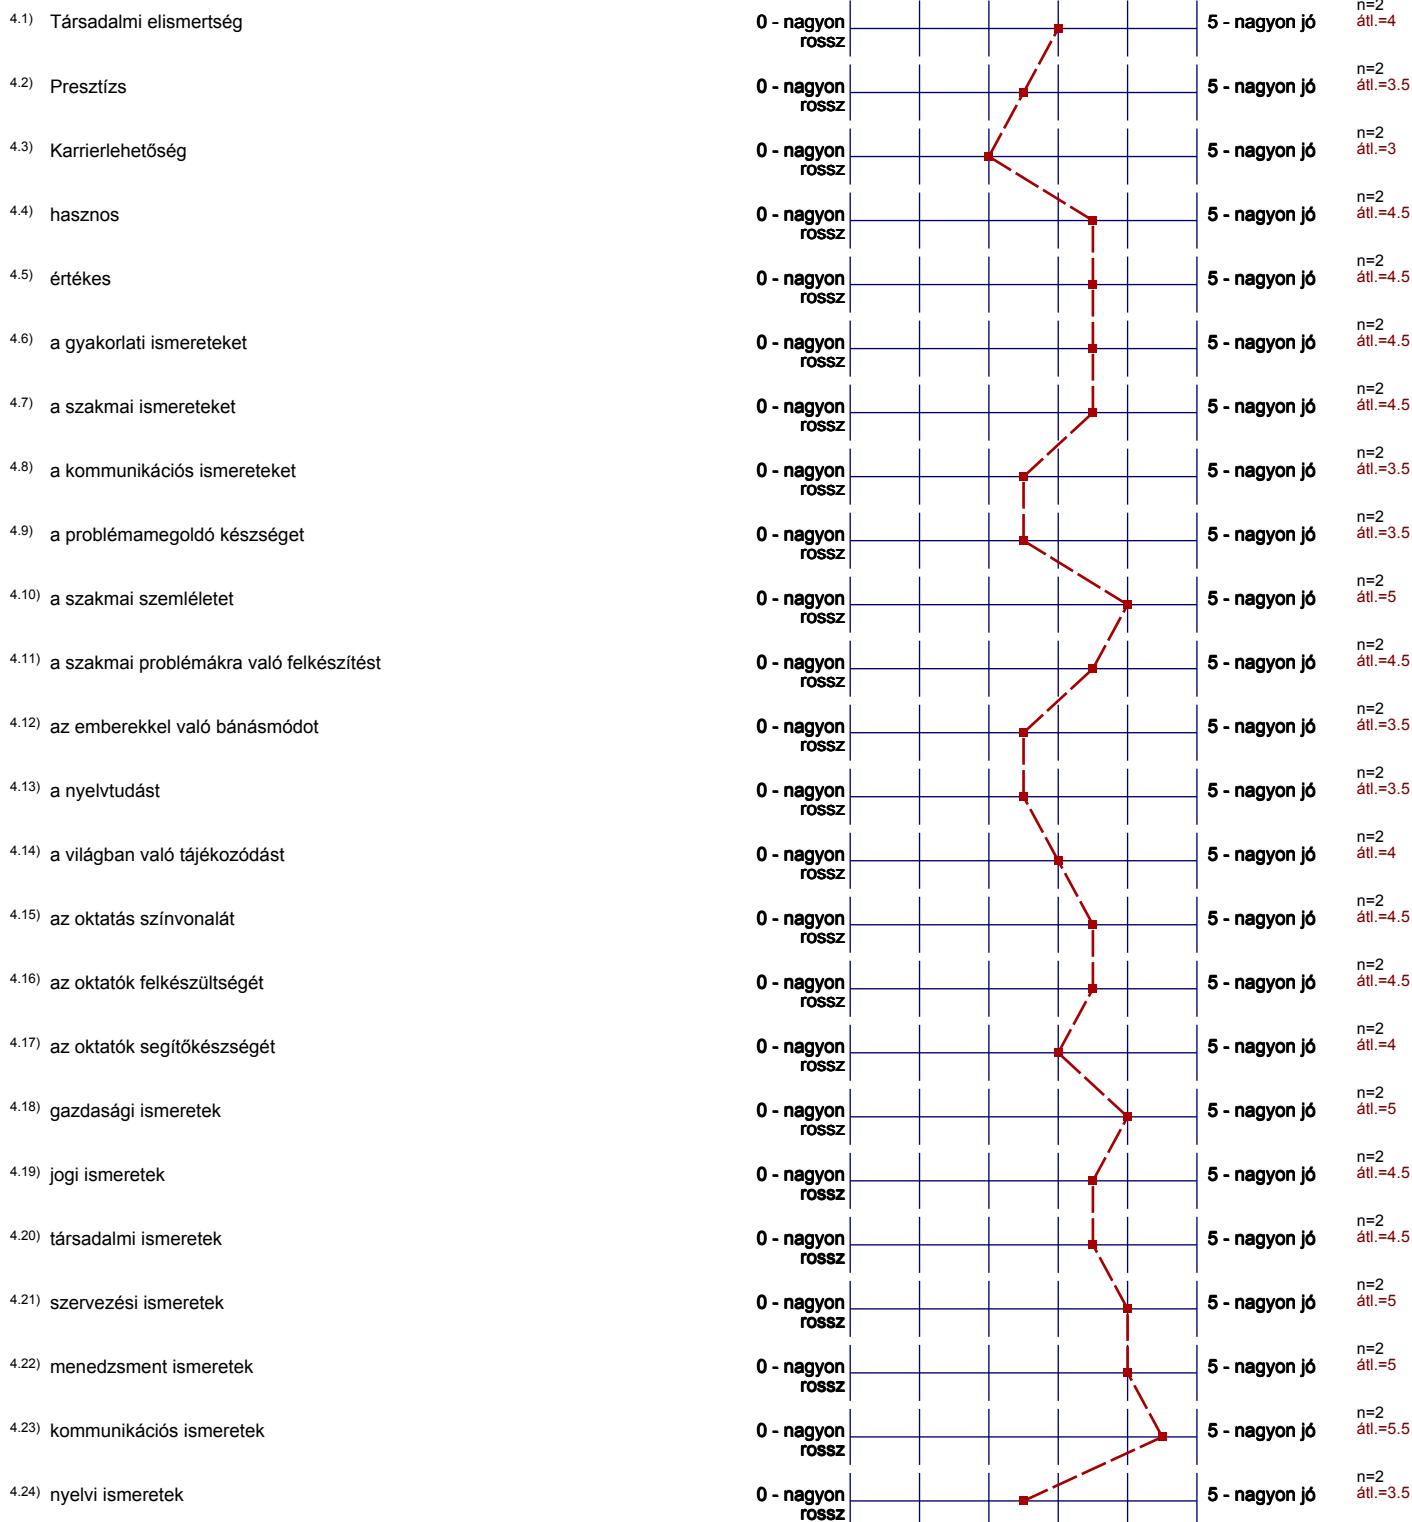 4.1) Társadalmi elismertség 0 - nagyon rossz 5 - nagyon jó n=2 átl.=4
4.2) Presztízs 0 - nagyon rossz 5 - nagyon jó n=2 átl.=3.5
4.3) Karrierlehetőség 0 - nagyon rossz 5 - nagyon jó n=2 átl.=3
4.4) hasznos 0 - nagyon rossz 5 - nagyon jó n=2 átl.=4.5
4.5) értékes 0 - nagyon rossz 5 - nagyon jó n=2 átl.=4.5
4.6) a gyakorlati ismereteket 0 - nagyon rossz 5 - nagyon jó n=2 átl.=4.5
4.7) a szakmai ismereteket 0 - nagyon rossz 5 - nagyon jó n=2 átl.=4.5
4.8) a kommunikációs ismereteket 0 - nagyon rossz 5 - nagyon jó n=2 átl.=3.5
4.9) a problémamegoldó készséget 0 - nagyon rossz 5 - nagyon jó n=2 átl.=3.5
4.10) a szakmai szemléletet 0 - nagyon rossz 5 - nagyon jó n=2 átl.=5
4.11) a szakmai problémákra való felkészítést 0 - nagyon rossz 5 - nagyon jó n=2 átl.=4.5
4.12) az emberekkel való bánásmódot 0 - nagyon rossz 5 - nagyon jó n=2 átl.=3.5
4.13) a nyelvtudást 0 - nagyon rossz 5 - nagyon jó n=2 átl.=3.5
4.14) a világban való tájékozódást 0 - nagyon rossz 5 - nagyon jó n=2 átl.=4
4.15) az oktatás színvonalát 0 - nagyon rossz 5 - nagyon jó n=2 átl.=4.5
4.16) az oktatók felkészültségét 0 - nagyon rossz 5 - nagyon jó n=2 átl.=4.5
4.17) az oktatók segítőkészségét 0 - nagyon rossz 5 - nagyon jó n=2 átl.=4
4.18) gazdasági ismeretek 0 - nagyon rossz 5 - nagyon jó n=2 átl.=5
4.19) jogi ismeretek 0 - nagyon rossz 5 - nagyon jó n=2 átl.=4.5
4.20) társadalmi ismeretek 0 - nagyon rossz 5 - nagyon jó n=2 átl.=4.5
4.21) szervezési ismeretek 0 - nagyon rossz 5 - nagyon jó n=2 átl.=5
4.22) menedzsment ismeretek 0 - nagyon rossz 5 - nagyon jó n=2 átl.=5
4.23) kommunikációs ismeretek 0 - nagyon rossz 5 - nagyon jó n=2 átl.=5.5
4.24) nyelvi ismeretek 0 - nagyon rossz 5 - nagyon jó n=2 átl.=3.5